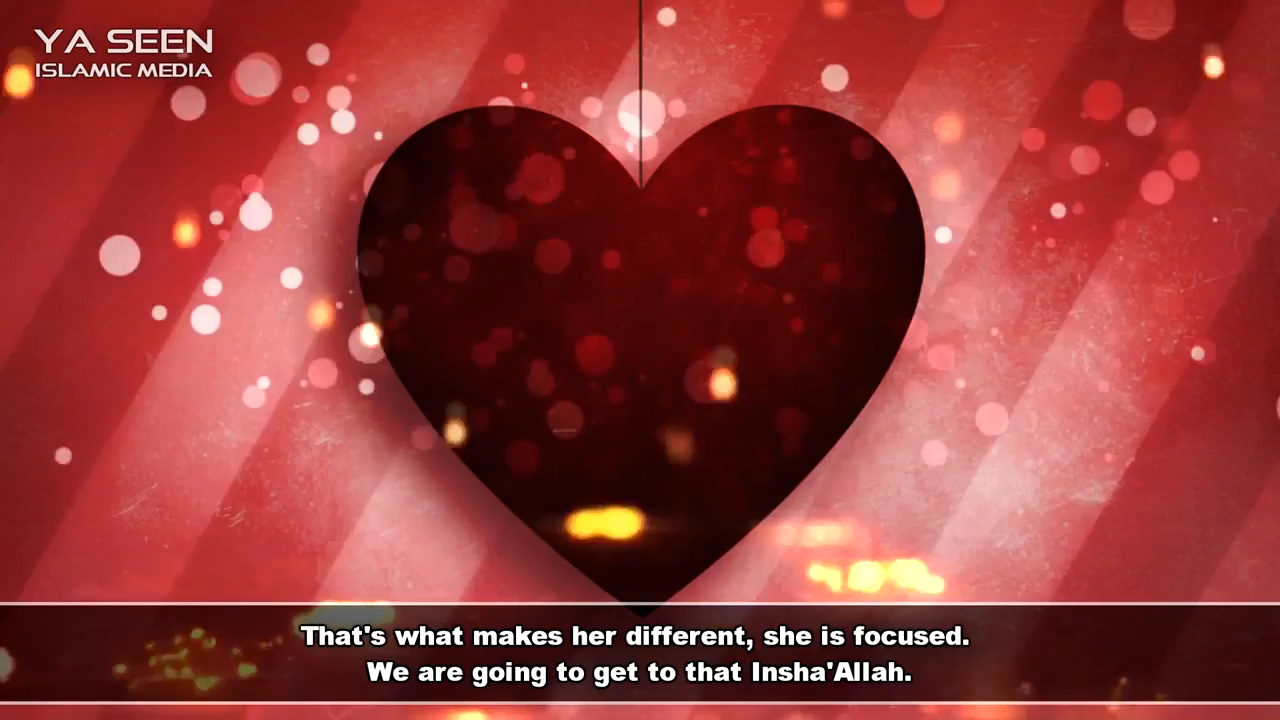 YA SEEN
ISLAMIC MEDIA
That's what makes her different, she is focused.
We are going to get to that Insha'Allah.